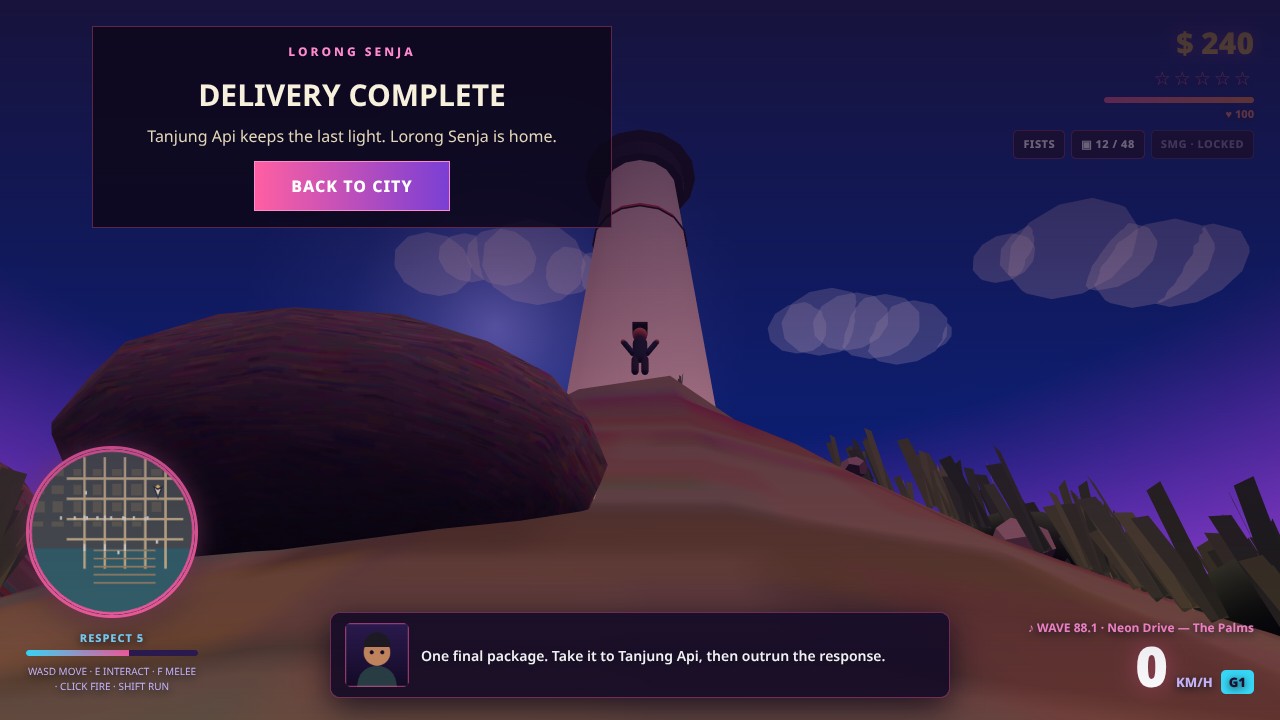 LORONG SENJA
DELIVERY COMPLETE
Tanjung Api keeps the last light. Lorong Senja is home.
BACK TO CITY
$ 240
☆☆☆☆☆
♥ 100
FISTS
▣ 12 / 48
SMG · LOCKED
RESPECT 5
WASD MOVE · E INTERACT · F MELEE
· CLICK FIRE · SHIFT RUN
One final package. Take it to Tanjung Api, then outrun the response.
♪ WAVE 88.1 · Neon Drive — The Palms
0 KM/H G1